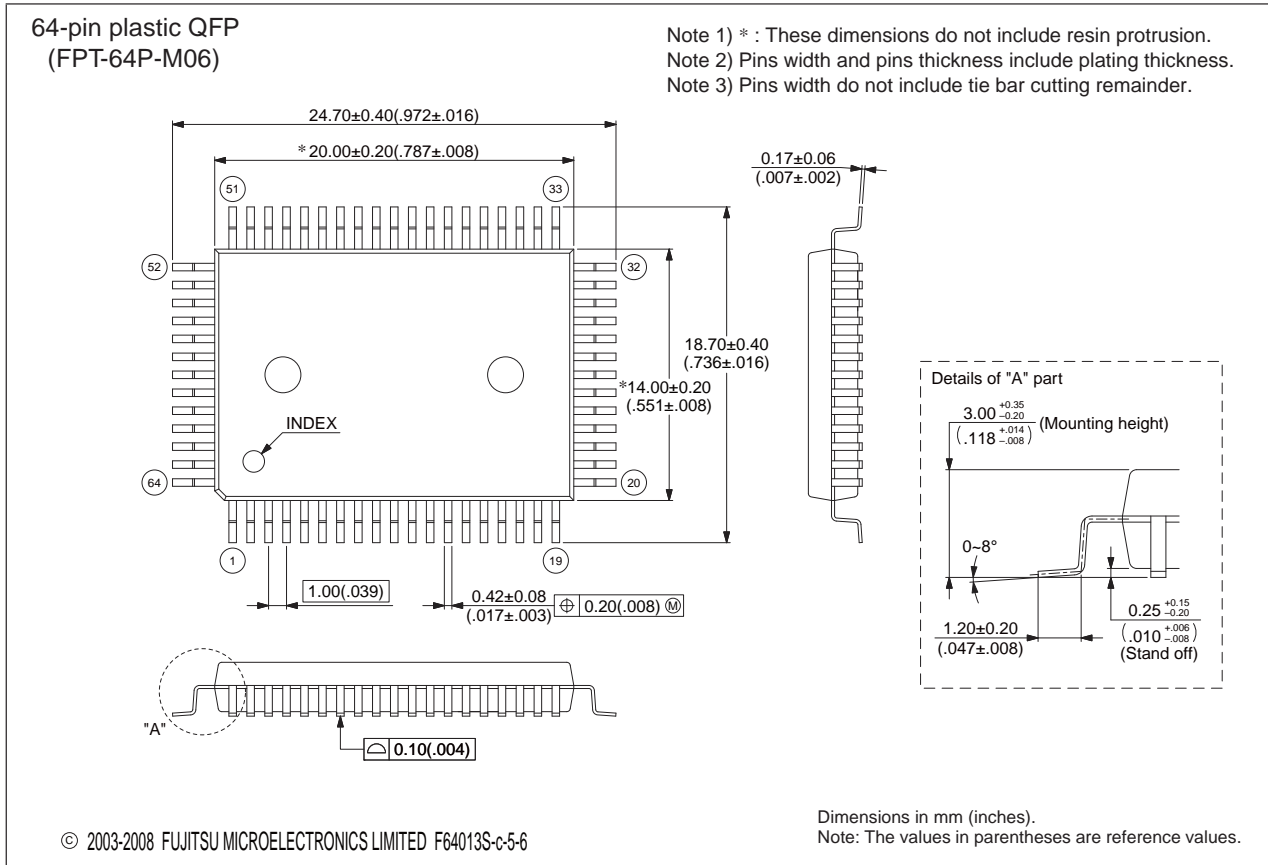 64-pin plastic QFP
(FPT-64P-M06)
Note 1) * : These dimensions do not include resin protrusion.
Note 2) Pins width and pins thickness include plating thickness.
Note 3) Pins width do not include tie bar cutting remainder.
24.70±0.40(.972±.016)
*20.00±0.20(.787±.008)
0.17±0.06
(.007±.002)
51
33
52
32
18.70±0.40
(.736±.016)
*14.00±0.20
(.551±.008)
INDEX
64
20
1
19
1.00(.039)
0.42±0.08
(.017±.003)
⌖ 0.20(.008) Ⓜ
Details of "A" part
3.00 +0.35 −0.20 (Mounting height)
(.118 +.014 −.008)
0~8°
1.20±0.20
(.047±.008)
0.25 +0.15 −0.20
(.010 +.006 −.008)
(Stand off)
"A"
⌓ 0.10(.004)
© 2003-2008 FUJITSU MICROELECTRONICS LIMITED F64013S-c-5-6
Dimensions in mm (inches).
Note: The values in parentheses are reference values.